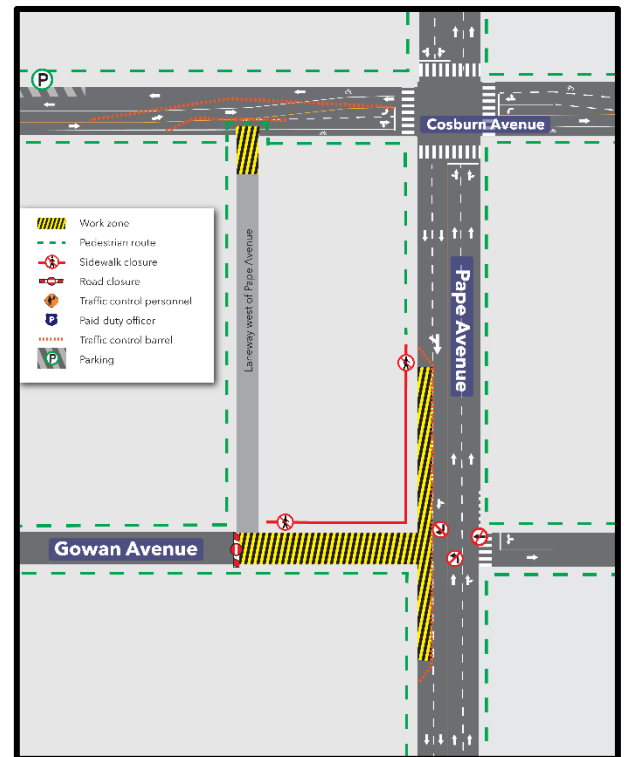 P
Cosburn Avenue
Work zone
Pedestrian route
Sidewalk closure
Road closure
Traffic control personnel
P
Paid duty officer
Traffic control barrel
P
Parking
Laneway west of Pape Avenue
Pape Avenue
Gowan Avenue